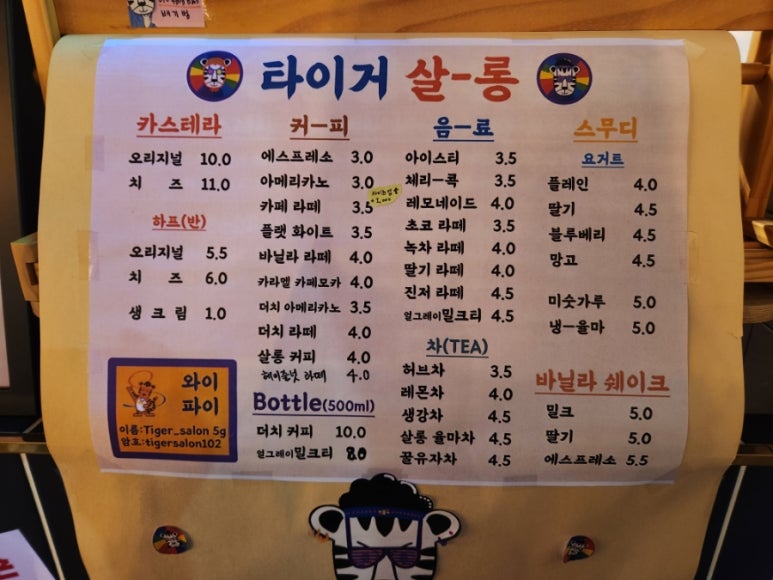 타이거 살-롱
카스테라
오리지널 10.0
치 즈 11.0
하프(반)
오리지널 5.5
치 즈 6.0
생 크 림 1.0
와이
파이
이름:Tiger_salon 5g
암호:tigersalon102
커ㅡ피
에스프레소 3.0
아메리카노 3.0
카페 라떼 3.5
플랫 화이트 3.5
바닐라 라떼 4.0
카라멜 카페모카 4.0
더치 아메리카노 3.5
더치 라떼 4.0
살롱 커피 4.0
헤이즐넛 라떼 4.0
Bottle(500ml)
더치 커피 10.0
얼그레이밀크티 8.0
음ㅡ료
아이스티 3.5
체리ㅡ콕 3.5
레모네이드 4.0
초코 라떼 3.5
녹차 라떼 4.0
딸기 라떼 4.0
진저 라떼 4.5
얼그레이밀크티 4.5
차(TEA)
허브차 3.5
레몬차 4.0
생강차 4.5
살롱 율마차 4.5
꿀유자차 4.5
스무디
요거트
플레인 4.0
딸기 4.5
블루베리 4.5
망고 4.5
미숫가루 5.0
냉ㅡ율마 5.0
바닐라 쉐이크
밀크 5.0
딸기 5.0
에스프레소 5.5